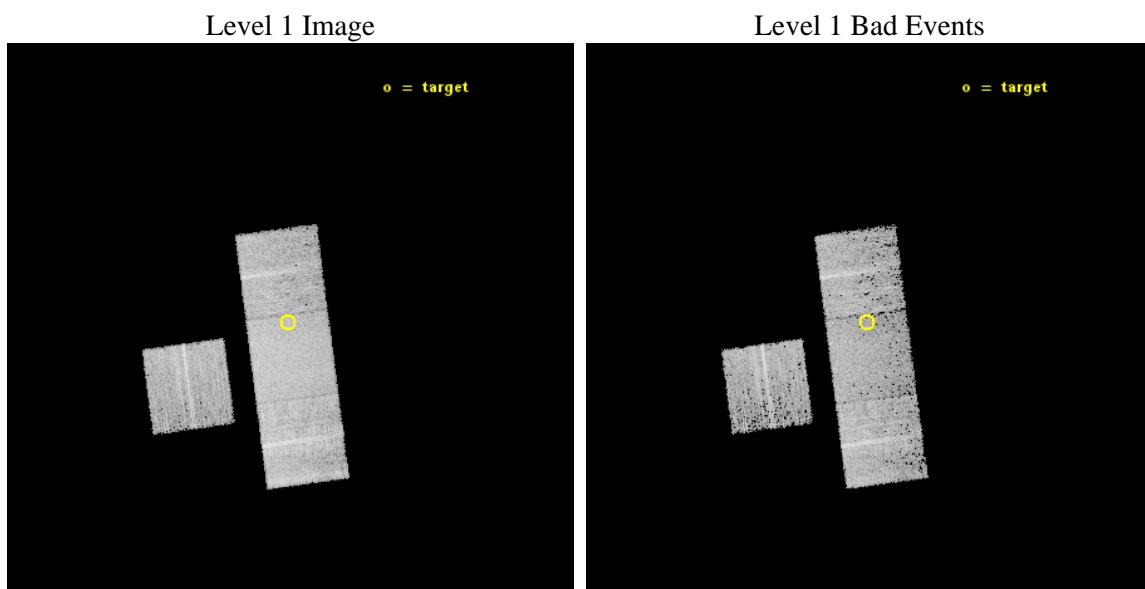 Level 1 Image
Level 1 Bad Events
o = target
o = target